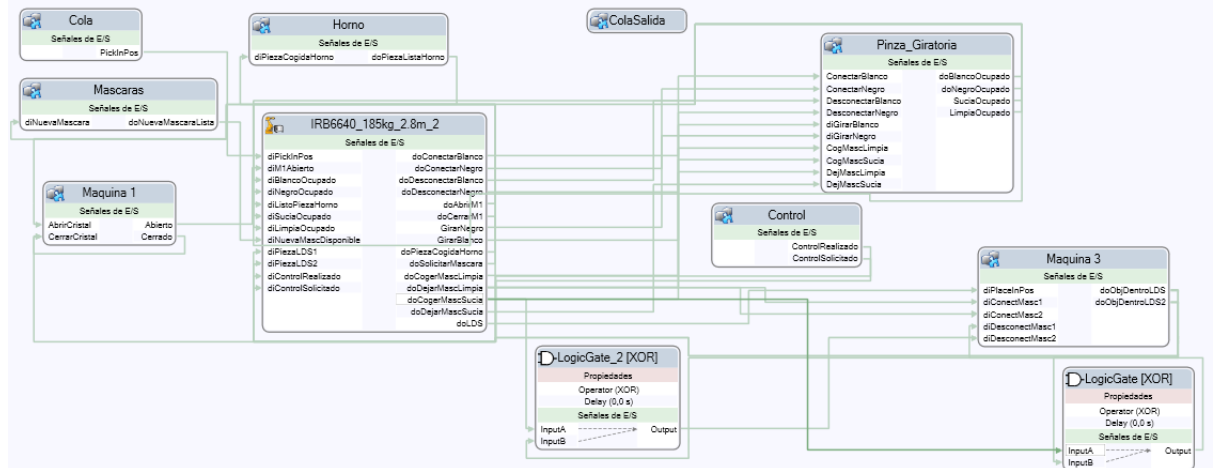 Cola
Señales de E/S
PickInPos
Horno
Señales de E/S
diPiezaCogidaHorno doPiezaListaHorno
ColaSalida
Pinza_Giratoria
Señales de E/S
ConectarBlanco doBlancoOcupado
ConectarNegro doNegroOcupado
DesconectarBlanco SuciaOcupado
DesconectarNegro LimpiaOcupado
diGirarBlanco
diGirarNegro
CogMascLimpia
CogMascSucia
DejMascLimpia
DejMascSucia
Mascaras
Señales de E/S
diNuevaMascara doNuevaMascaraLista
IRB6640_185kg_2.8m_2
Señales de E/S
diPickInPos doConectarBlanco
diM1Abierto doConectarNegro
diBlancoOcupado doDesconectarBlanco
diNegroOcupado doDesconectarNegro
diListoPiezaHorno doAbrirM1
diSuciaOcupado doCerrarM1
diLimpiaOcupado GirarNegro
diNuevaMascDisponible GirarBlanco
diPiezaLDS1 doPiezaCogidaHorno
diPiezaLDS2 doSolicitarMascara
diControlRealizado doCogerMascLimpia
diControlSolicitado doDejarMascLimpia
doCogerMascSucia
doDejarMascSucia
doLDS
Maquina 1
Señales de E/S
AbrirCristal Abierto
CerrarCristal Cerrado
Control
Señales de E/S
ControlRealizado
ControlSolicitado
Maquina 3
Señales de E/S
diPlaceInPos doObjDentroLDS
diConectMasc1 doObjDentroLDS2
diConectMasc2
diDesconectMasc1
diDesconectMasc2
LogicGate_2 [XOR]
Propiedades
Operator (XOR)
Delay (0,0 s)
Señales de E/S
InputA Output
InputB
LogicGate [XOR]
Propiedades
Operator (XOR)
Delay (0,0 s)
Señales de E/S
InputA Output
InputB